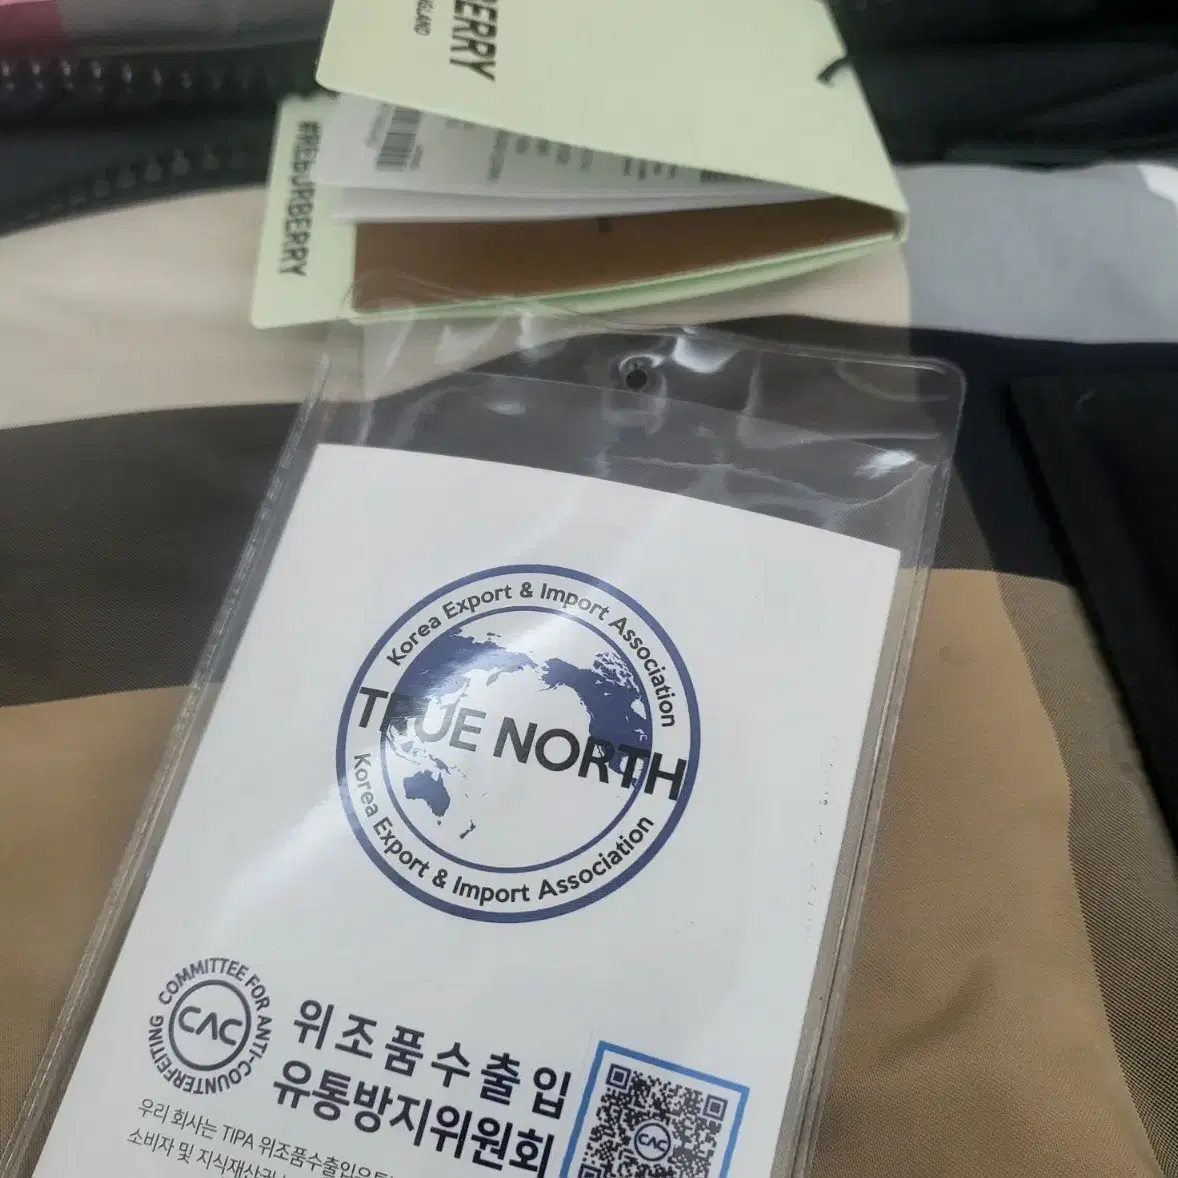 BERRY
#REbURBERRY
Korea Export & Import Association
TRUE NORTH
Korea Export & Import Association
COMMITTEE FOR ANTI-COUNTERFEITING
CAC
위조품수출입
유통방지위원회
CAC
우리 회사는 TIPA 위조품수출입유통
소비자 및 지식재산권